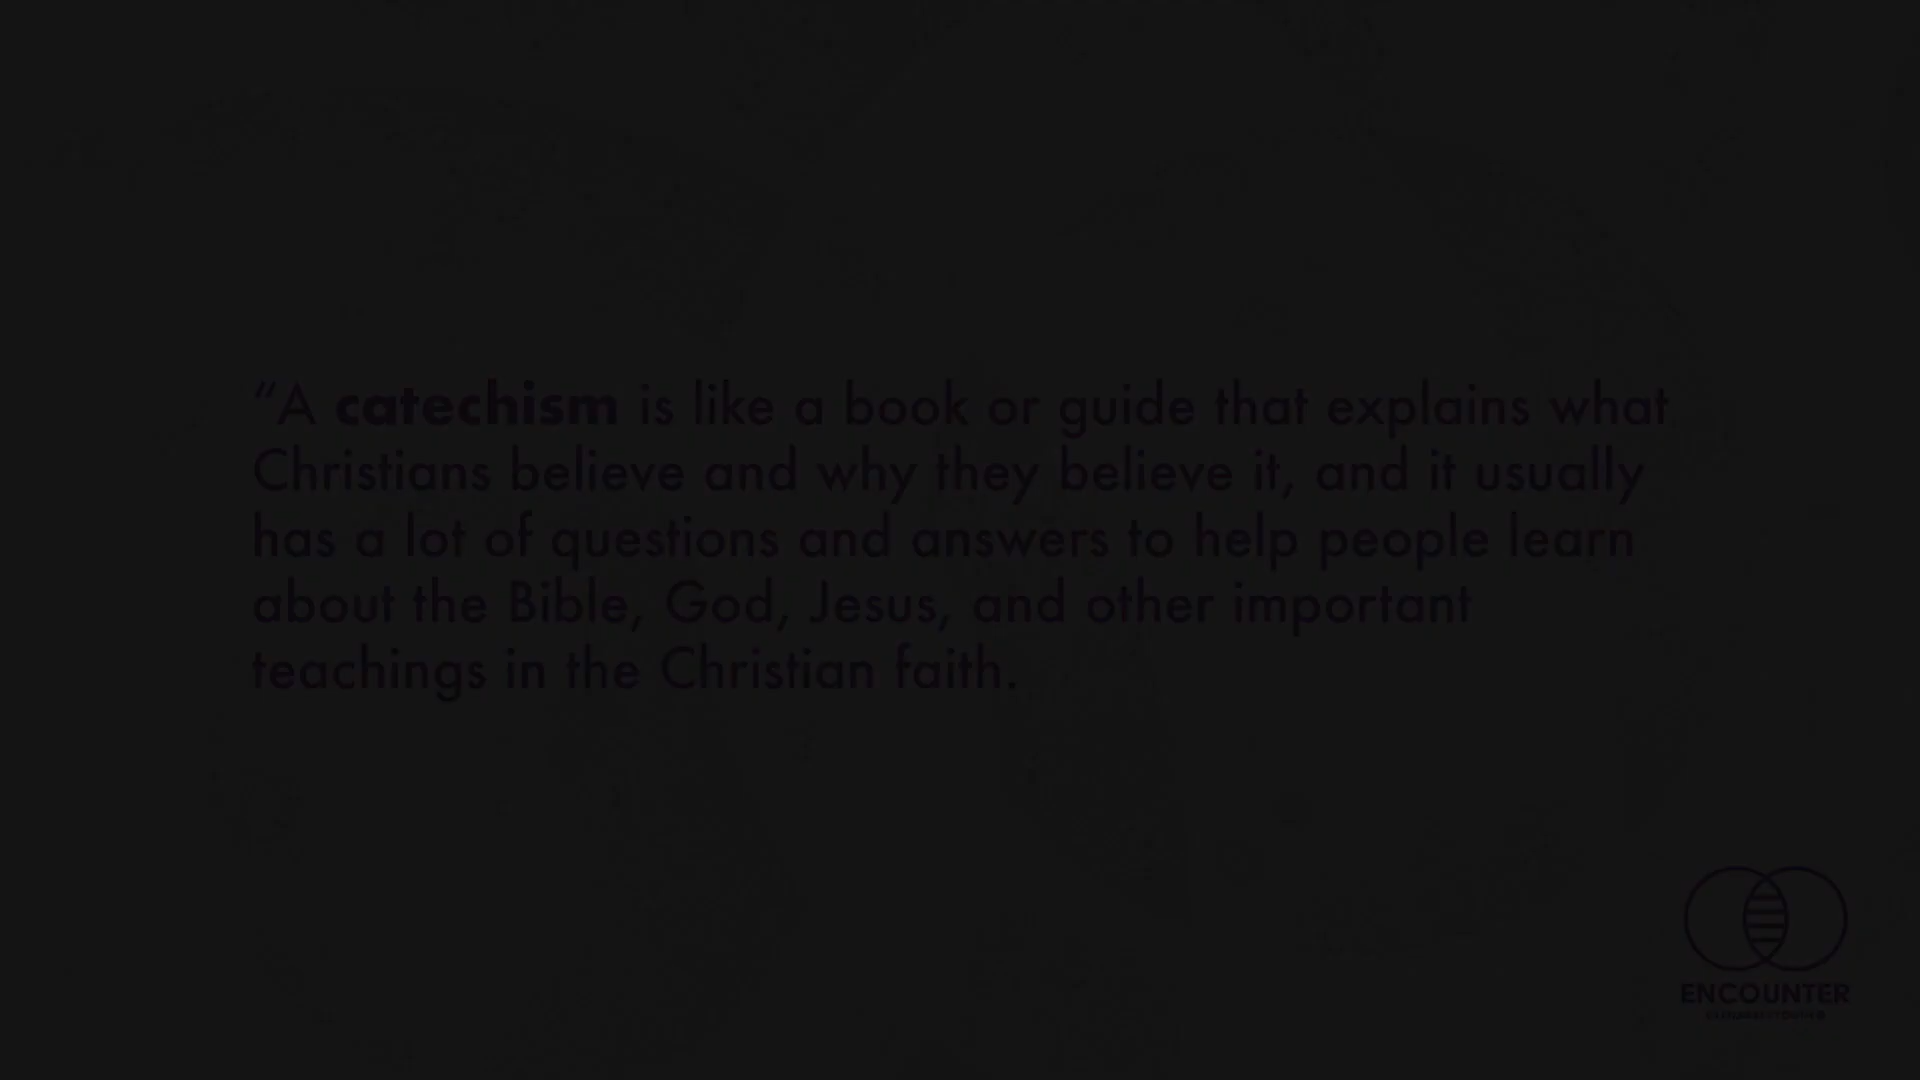 “A catechism is like a book or guide that explains what
Christians believe and why they believe it, and it usually
has a lot of questions and answers to help people learn
about the Bible, God, Jesus, and other important
teachings in the Christian faith.
ENCOUNTER